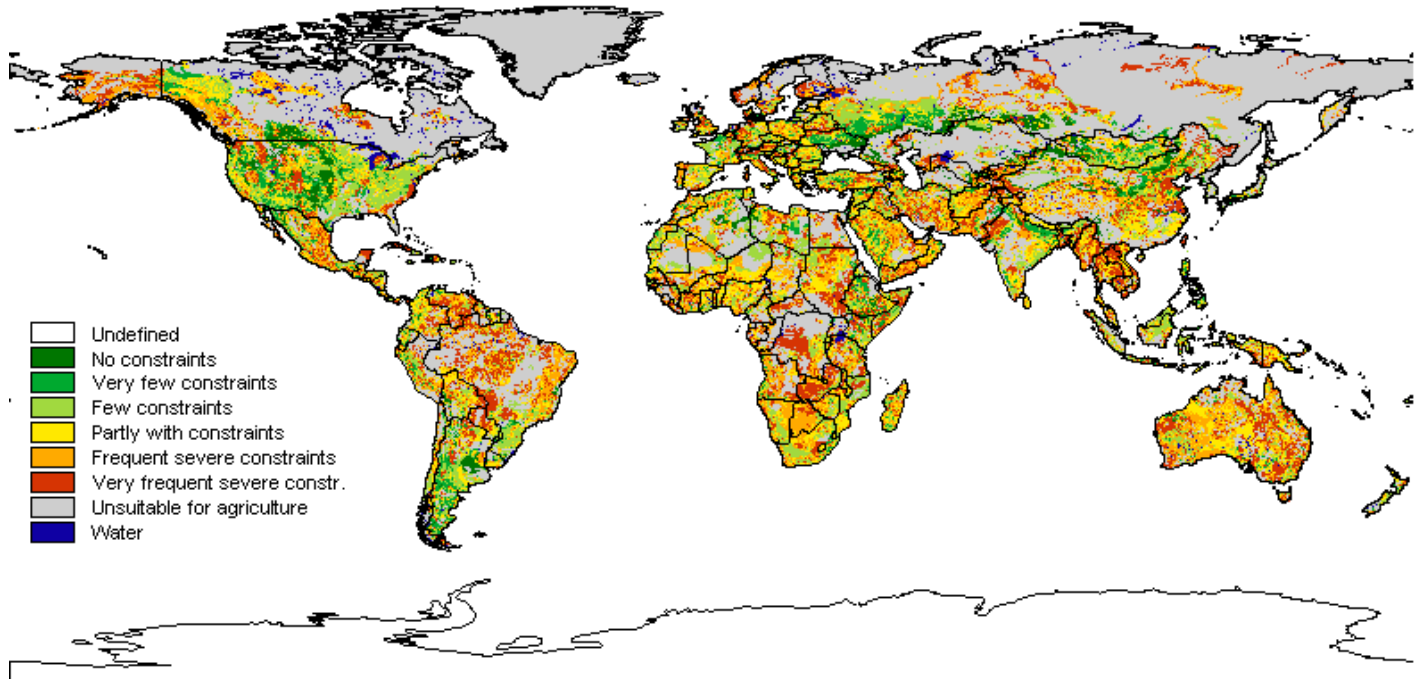 Undefined
No constraints
Very few constraints
Few constraints
Partly with constraints
Frequent severe constraints
Very frequent severe constr.
Unsuitable for agriculture
Water